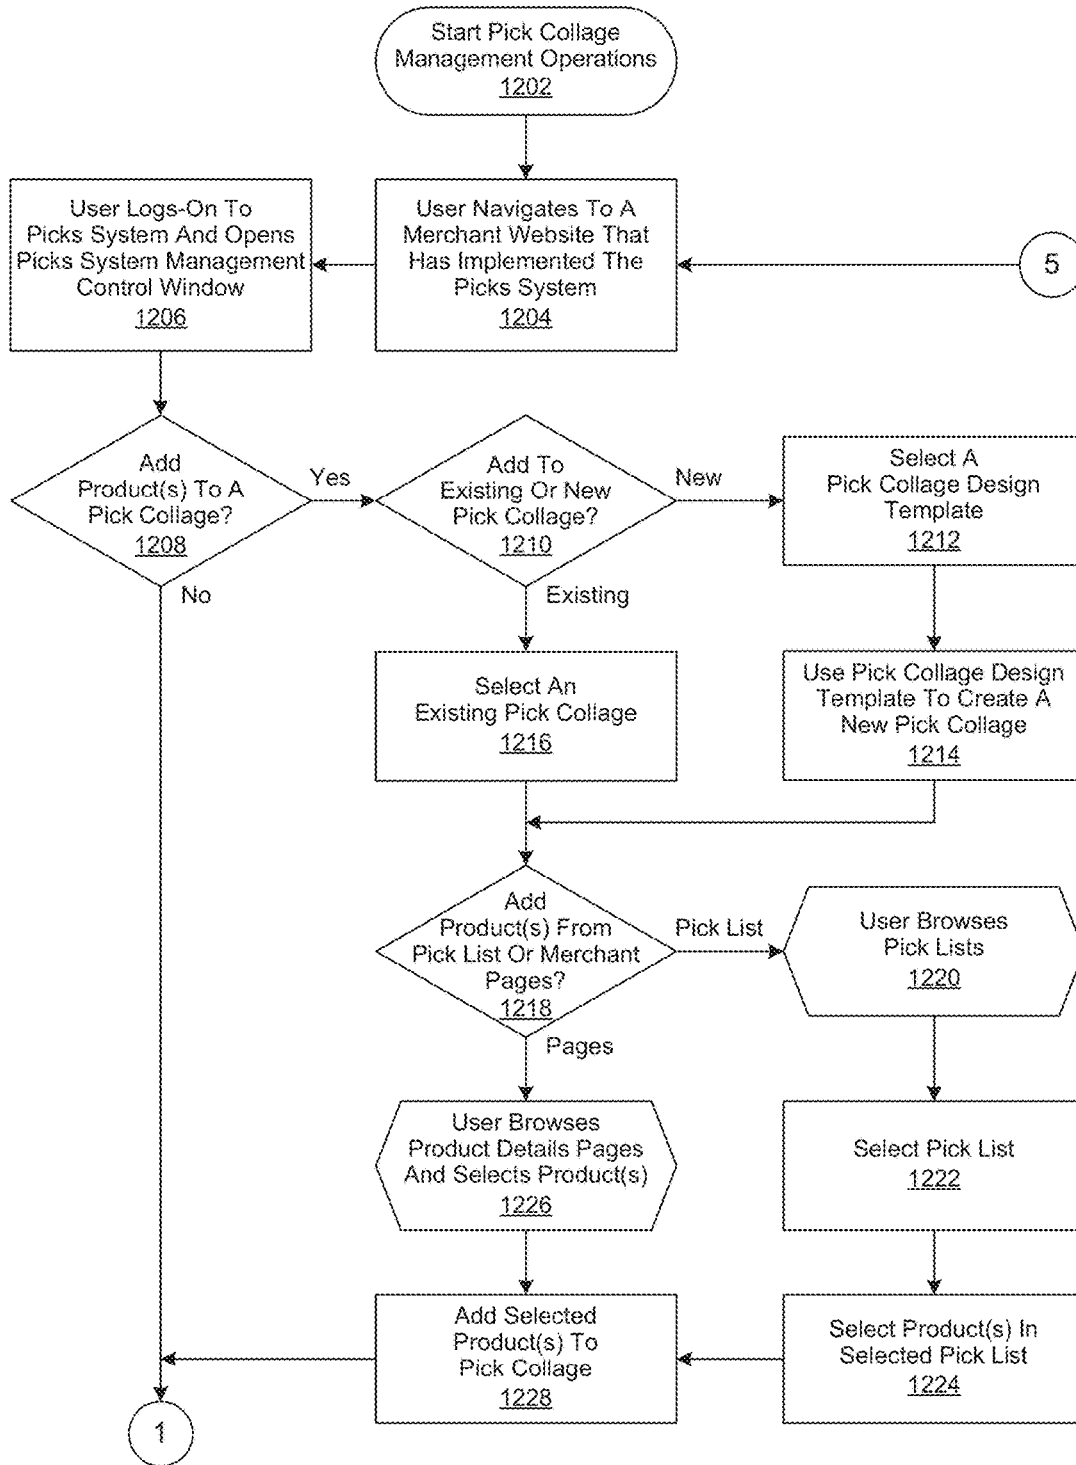 Start Pick Collage
Management Operations
1202
User Logs-On To
Picks System And Opens
Picks System Management
Control Window
1206
User Navigates To A
Merchant Website That
Has Implemented The
Picks System
1204
5
Add
Product(s) To A
Pick Collage?
1208
Yes
No
Add To
Existing Or New
Pick Collage?
1210
New
Existing
Select A
Pick Collage Design
Template
1212
Select An
Existing Pick Collage
1216
Use Pick Collage Design
Template To Create A
New Pick Collage
1214
Add
Product(s) From
Pick List Or Merchant
Pages?
1218
Pick List
Pages
User Browses
Pick Lists
1220
User Browses
Product Details Pages
And Selects Product(s)
1226
Select Pick List
1222
Add Selected
Product(s) To
Pick Collage
1228
Select Product(s) In
Selected Pick List
1224
1